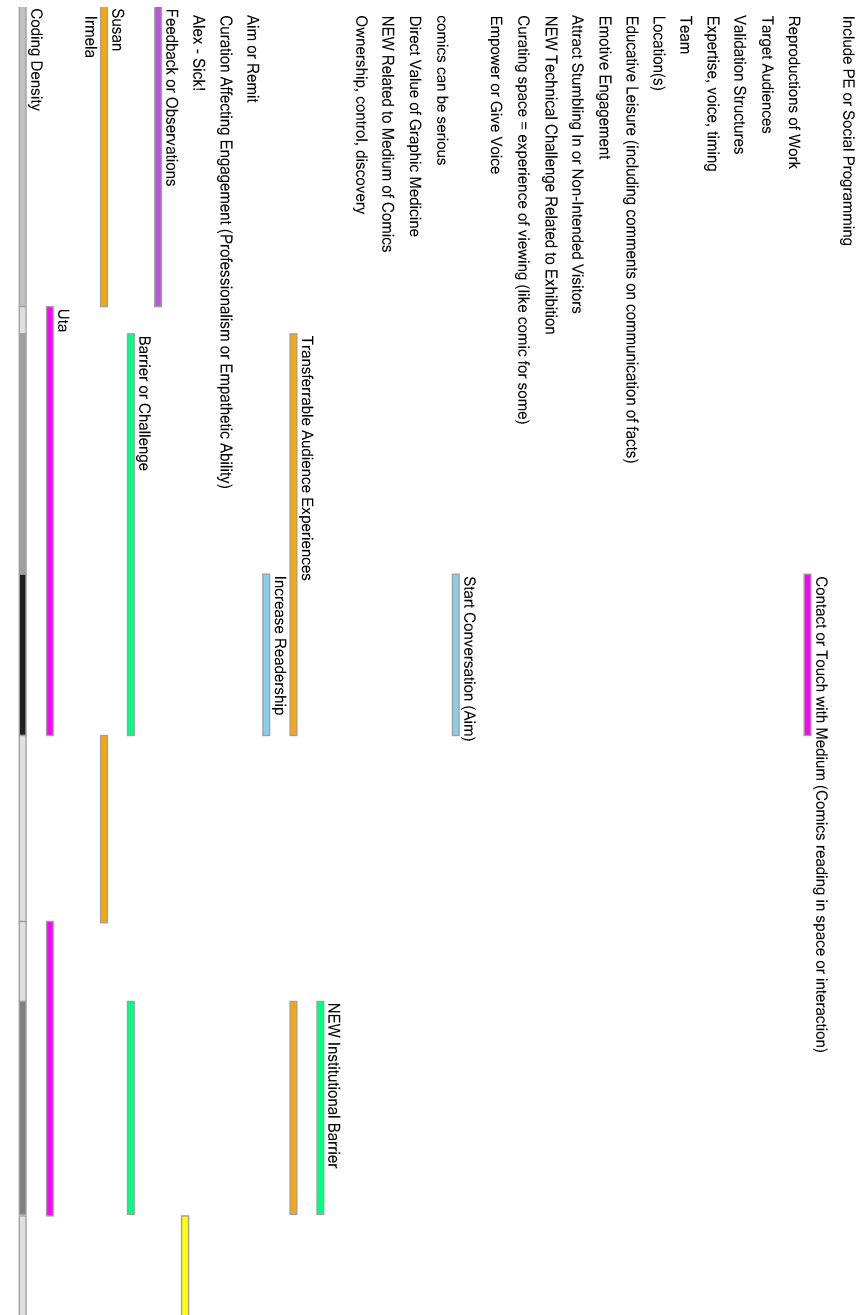 Include PE or Social Programming
Contact or Touch with Medium (Comics reading in space or interaction)
Reproductions of Work
Target Audiences
Validation Structures
Expertise, voice, timing
Team
Location(s)
Educative Leisure (including comments on communication of facts)
Emotive Engagement
Attract Stumbling In or Non-Intended Visitors
NEW Technical Challenge Related to Exhibition
Curating space = experience of viewing (like comic for some)
Empower or Give Voice
Start Conversation (Aim)
comics can be serious
Direct Value of Graphic Medicine
NEW Related to Medium of Comics
Ownership, control, discovery
NEW Institutional Barrier
Transferrable Audience Experiences
Increase Readership
Aim or Remit
Curation Affecting Engagement (Professionalism or Empathetic Ability)
Alex - Sick!
Feedback or Observations
Barrier or Challenge
Susan
Irmela
Uta
Coding Density